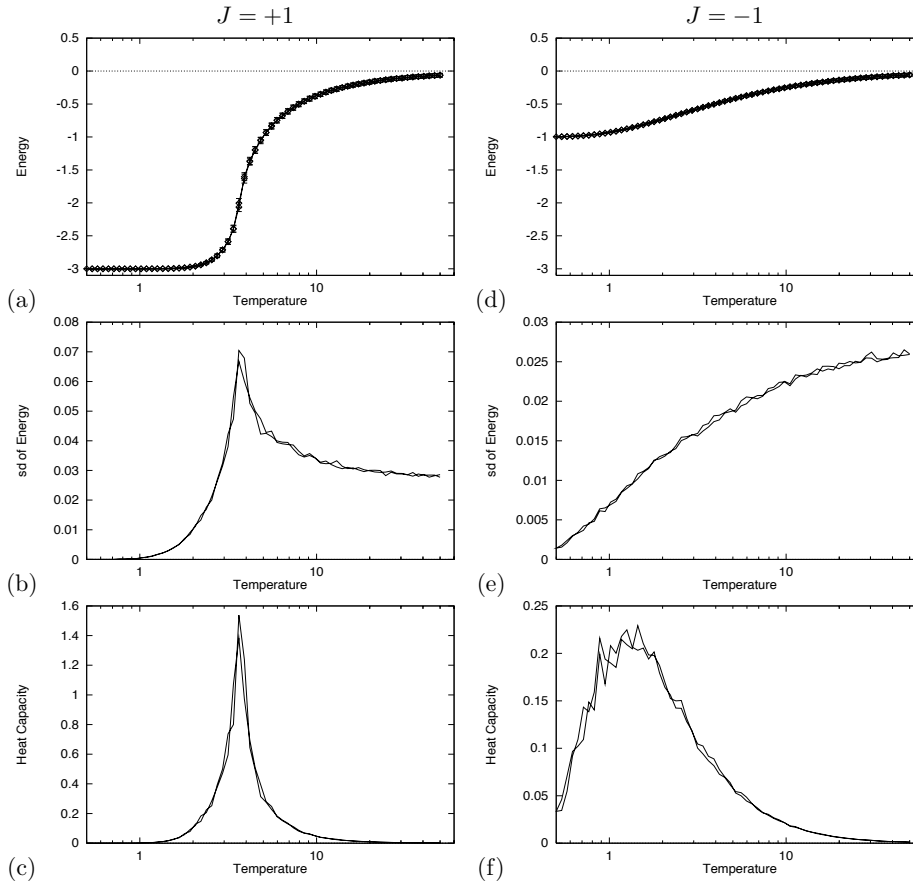 J = +1
J = −1
0.5
0
-0.5
-1
-1.5
-2
-2.5
-3
Energy
1
10
Temperature
(a)
0.5
0
-0.5
-1
-1.5
-2
-2.5
-3
Energy
1
10
Temperature
(d)
0.08
0.07
0.06
0.05
0.04
0.03
0.02
0.01
0
sd of Energy
1
10
Temperature
(b)
0.03
0.025
0.02
0.015
0.01
0.005
0
sd of Energy
1
10
Temperature
(e)
1.6
1.4
1.2
1
0.8
0.6
0.4
0.2
0
Heat Capacity
1
10
Temperature
(c)
0.25
0.2
0.15
0.1
0.05
0
Heat Capacity
1
10
Temperature
(f)